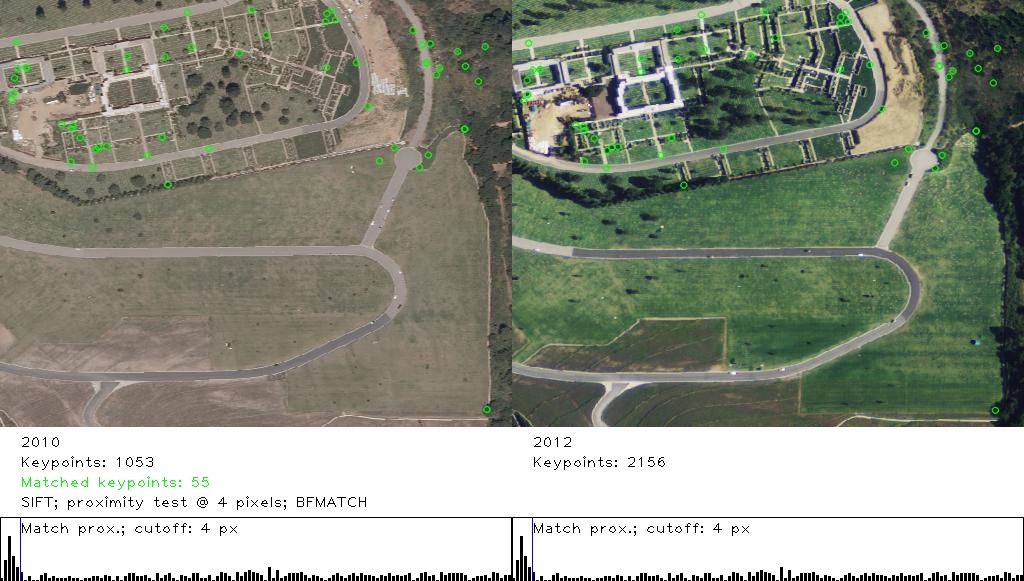 2010
Keypoints: 1053
Matched keypoints: 55
SIFT; proximity test @ 4 pixels; BFMATCH
Match prox.; cutoff: 4 px
2012
Keypoints: 2156
Match prox.; cutoff: 4 px